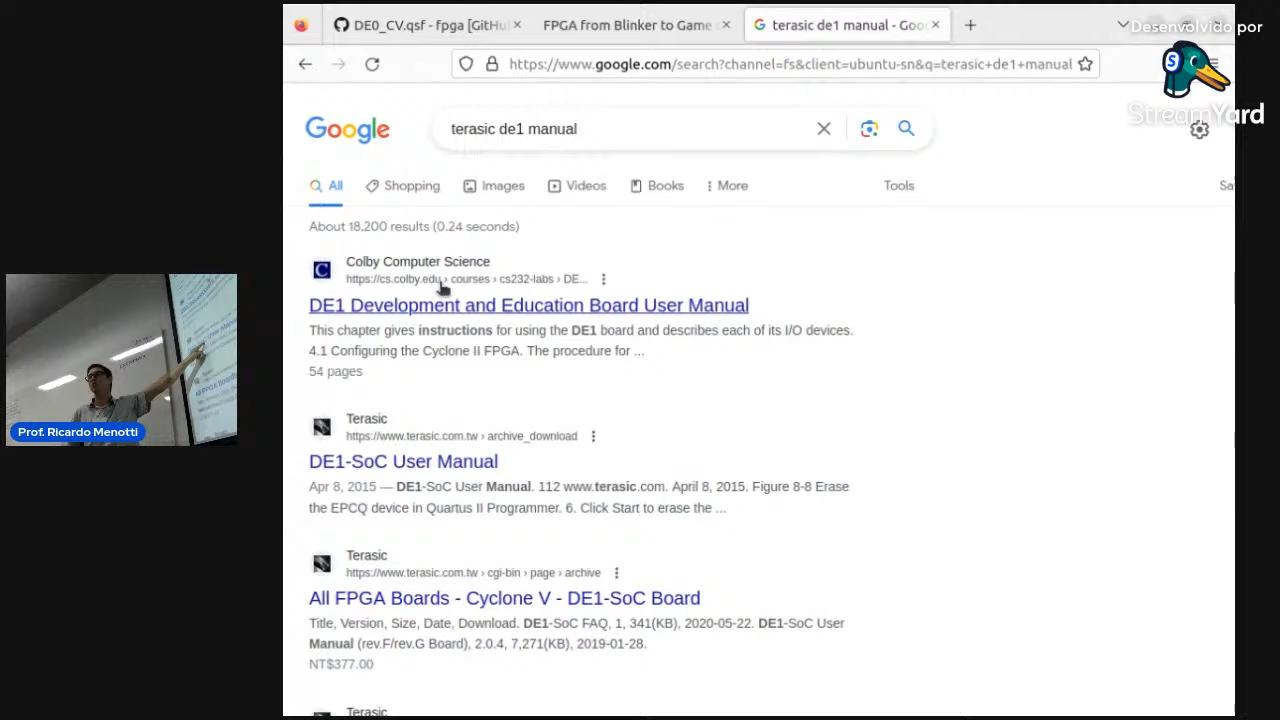 DE0_CV.qsf - fpga [GitHu
FPGA from Blinker to Game
terasic de1 manual - Goo
Desenvolvido por
https://www.google.com/search?channel=fs&client=ubuntu-sn&q=terasic+de1+manual
StreamYard
Google
terasic de1 manual
All
Shopping
Images
Videos
Books
More
Tools
Sa
About 18,200 results (0.24 seconds)
Colby Computer Science
https://cs.colby.edu › courses › cs232-labs › DE...
DE1 Development and Education Board User Manual
This chapter gives instructions for using the DE1 board and describes each of its I/O devices.
4.1 Configuring the Cyclone II FPGA. The procedure for ...
54 pages
Terasic
https://www.terasic.com.tw › archive_download
DE1-SoC User Manual
Apr 8, 2015 — DE1-SoC User Manual. 112 www.terasic.com. April 8, 2015. Figure 8-8 Erase
the EPCQ device in Quartus II Programmer. 6. Click Start to erase the ...
Terasic
https://www.terasic.com.tw › cgi-bin › page › archive
All FPGA Boards - Cyclone V - DE1-SoC Board
Title, Version, Size, Date, Download. DE1-SoC FAQ, 1, 341(KB), 2020-05-22. DE1-SoC User
Manual (rev.F/rev.G Board), 2.0.4, 7,271(KB), 2019-01-28.
NT$377.00
Terasic
Prof. Ricardo Menotti